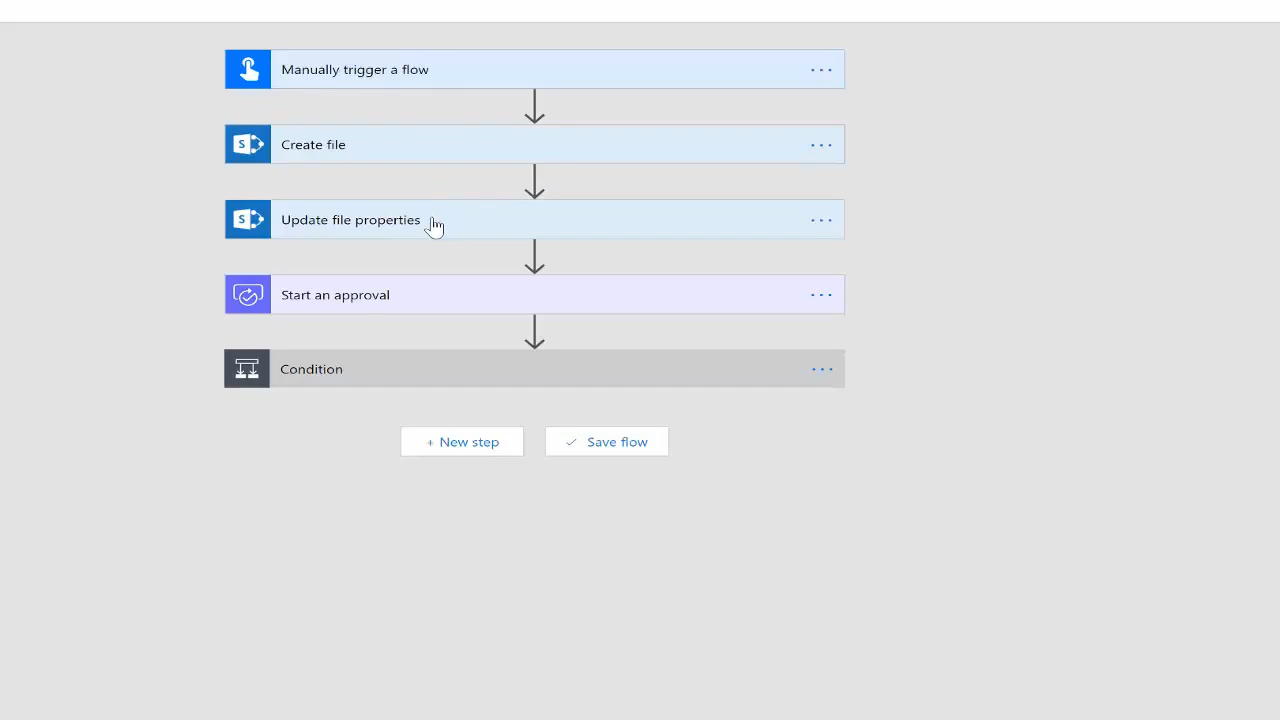 Manually trigger a flow
Create file
Update file properties
Start an approval
Condition
+ New step
Save flow